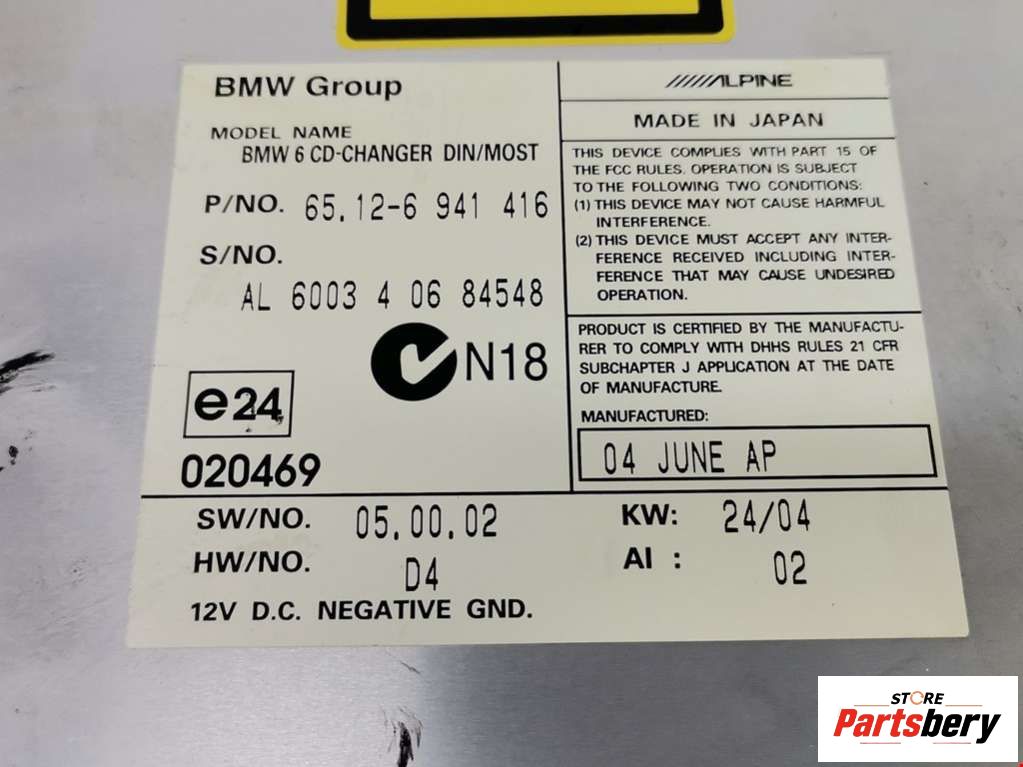 BMW Group
MODEL NAME
BMW 6 CD-CHANGER DIN/MOST
P/NO. 65.12-6 941 416
S/NO.
AL 6003 4 06 84548
N18
e24
020469
ALPINE
MADE IN JAPAN
THIS DEVICE COMPLIES WITH PART 15 OF
THE FCC RULES. OPERATION IS SUBJECT
TO THE FOLLOWING TWO CONDITIONS:
(1) THIS DEVICE MAY NOT CAUSE HARMFUL
INTERFERENCE.
(2) THIS DEVICE MUST ACCEPT ANY INTER-
FERENCE RECEIVED INCLUDING INTER-
FERENCE THAT MAY CAUSE UNDESIRED
OPERATION.
PRODUCT IS CERTIFIED BY THE MANUFACTU-
RER TO COMPLY WITH DHHS RULES 21 CFR
SUBCHAPTER J APPLICATION AT THE DATE
OF MANUFACTURE.
MANUFACTURED:
04 JUNE AP
SW/NO. 05.00.02
KW: 24/04
HW/NO. D4
AI : 02
12V D.C. NEGATIVE GND.
STORE
Partsbery